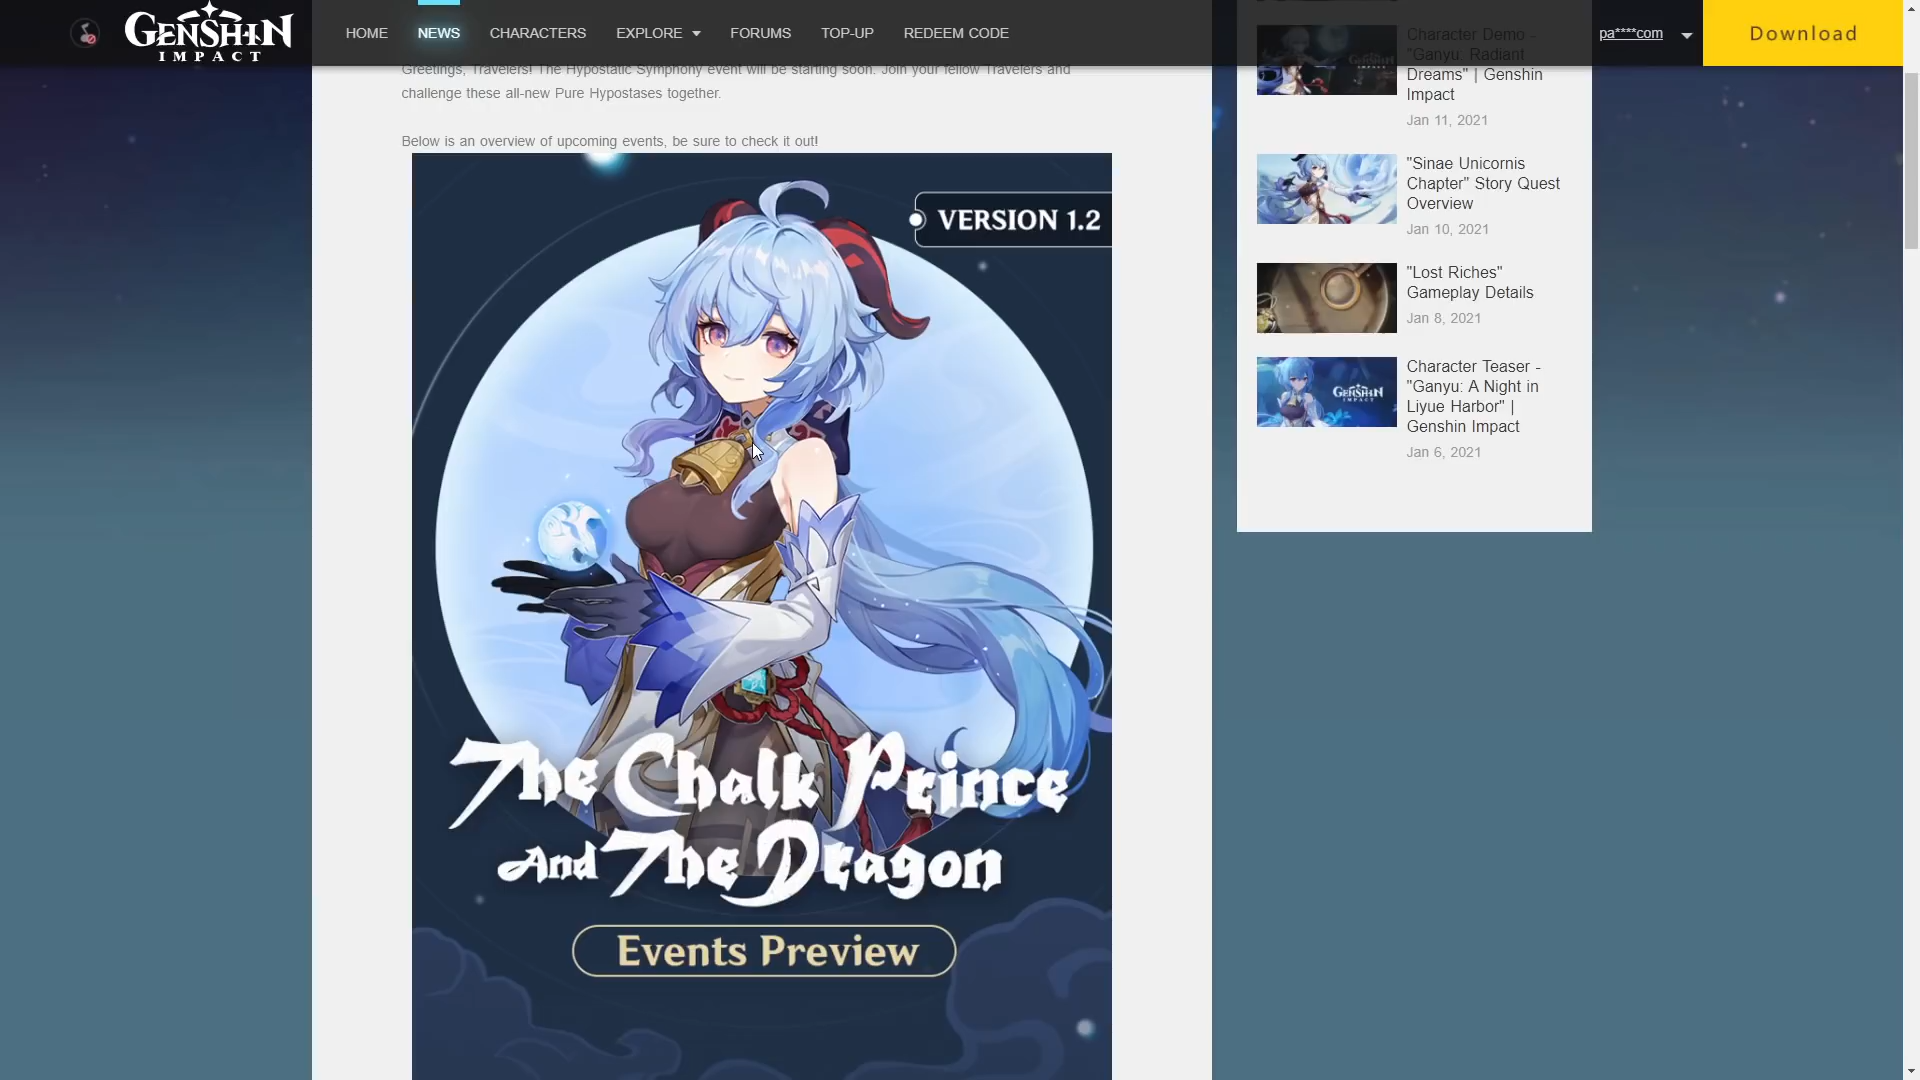 GENSHIN
IMPACT
HOME
NEWS
CHARACTERS
EXPLORE
FORUMS
TOP-UP
REDEEM CODE
pa****com
Download
Greetings, Travelers! The Hypostatic Symphony event will be starting soon. Join your fellow Travelers and
challenge these all-new Pure Hypostases together.
Below is an overview of upcoming events, be sure to check it out!
VERSION 1.2
The Chalk Prince
And The Dragon
Events Preview
GENSHIN
Character Demo -
"Ganyu: Radiant
Dreams" | Genshin
Impact
Jan 11, 2021
"Sinae Unicornis
Chapter" Story Quest
Overview
Jan 10, 2021
"Lost Riches"
Gameplay Details
Jan 8, 2021
GENSHIN
IMPACT
Character Teaser -
"Ganyu: A Night in
Liyue Harbor" |
Genshin Impact
Jan 6, 2021